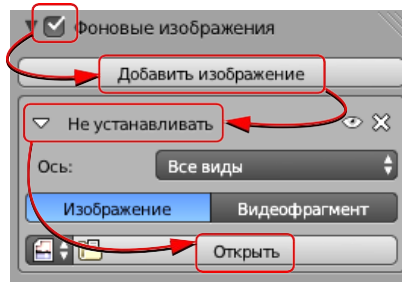 Фоновые изображения
Добавить изображение
Не устанавливать
Ось: Все виды
Изображение Видеофрагмент
Открыть